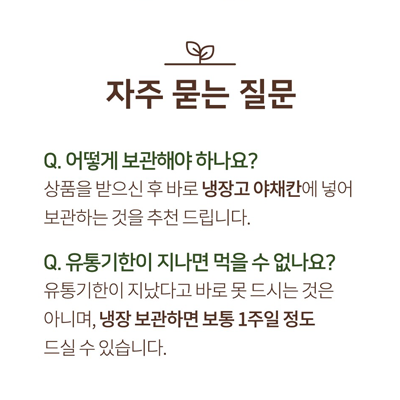 자주 묻는 질문
Q. 어떻게 보관해야 하나요?
상품을 받으신 후 바로 냉장고 야채칸에 넣어
보관하는 것을 추천 드립니다.
Q. 유통기한이 지나면 먹을 수 없나요?
유통기한이 지났다고 바로 못 드시는 것은
아니며, 냉장 보관하면 보통 1주일 정도
드실 수 있습니다.